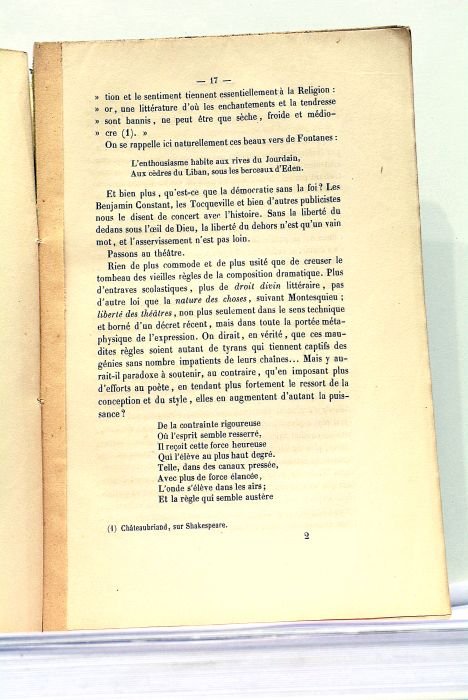 — 17 —
» tion et le sentiment tiennent essentiellement à la Religion :
» or, une littérature d'où les enchantements et la tendresse
» sont bannis, ne peut être que sèche, froide et médio-
» cre (1). »
On se rappelle ici naturellement ces beaux vers de Fontanes :
L'enthousiasme habite aux rives du Jourdain,
Aux cèdres du Liban, sous les berceaux d'Eden.
Et bien plus, qu'est-ce que la démocratie sans la foi? Les
Benjamin Constant, les Tocqueville et bien d'autres publicistes
nous le disent de concert avec l'histoire. Sans la liberté du
dedans sous l'œil de Dieu, la liberté du dehors n'est qu'un vain
mot, et l'asservissement n'est pas loin.
Passons au théâtre.
Rien de plus commode et de plus usité que de creuser le
tombeau des vieilles règles de la composition dramatique. Plus
d'entraves scolastiques, plus de droit divin littéraire, pas
d'autre loi que la nature des choses, suivant Montesquieu ;
liberté des théâtres, non plus seulement dans le sens technique
et borné d'un décret récent, mais dans toute la portée méta-
physique de l'expression. On dirait, en vérité, que ces mau-
dites règles soient autant de tyrans qui tiennent captifs des
génies sans nombre impatients de leurs chaînes... Mais y au-
rait-il paradoxe à soutenir, au contraire, qu'en imposant plus
d'efforts au poëte, en tendant plus fortement le ressort de la
conception et du style, elles en augmentent d'autant la puis-
sance?
De la contrainte rigoureuse
Où l'esprit semble resserré,
Il reçoit cette force heureuse
Qui l'élève au plus haut degré.
Telle, dans des canaux pressée,
Avec plus de force élancée,
L'onde s'élève dans les airs ;
Et la règle qui semble austère
(1) Châteaubriand, sur Shakespeare.
2